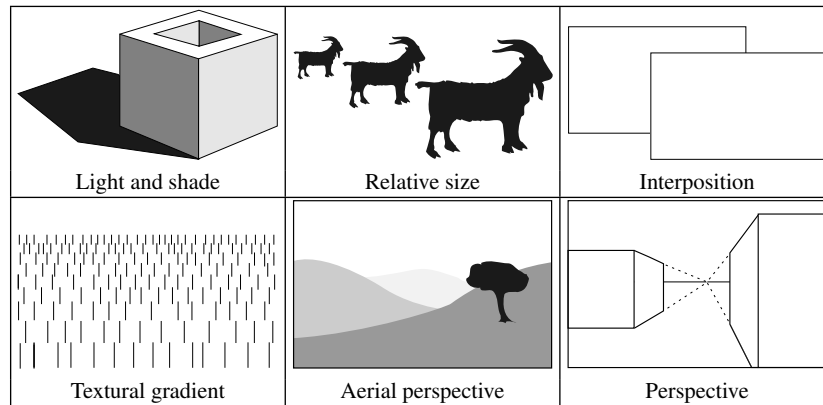 Light and shade
Relative size
Interposition
Textural gradient
Aerial perspective
Perspective